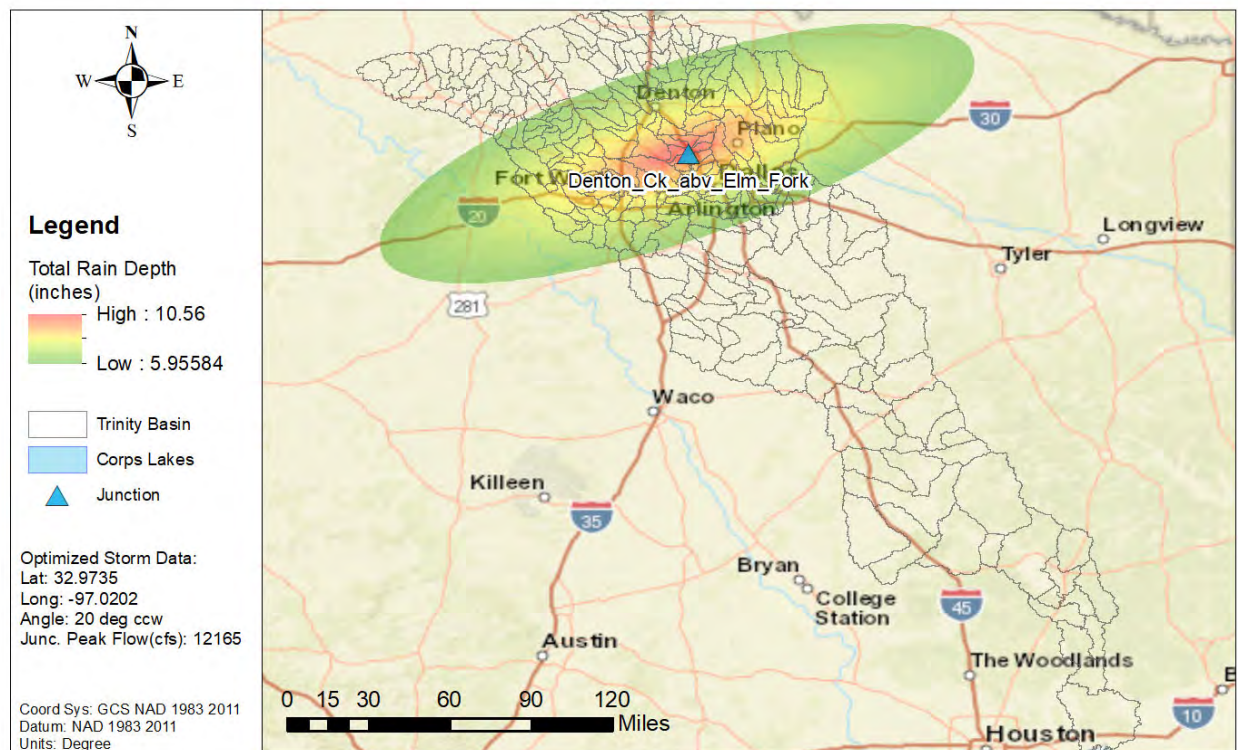 N
W
E
S
Legend
Total Rain Depth
(inches)
High : 10.56
Low : 5.95584
Trinity Basin
Corps Lakes
Junction
Optimized Storm Data:
Lat: 32.9735
Long: -97.0202
Angle: 20 deg ccw
Junc. Peak Flow(cfs): 12165
Coord Sys: GCS NAD 1983 2011
Datum: NAD 1983 2011
Units: Degree
Denton
30
Plano
Dallas
Fort W
Denton_Ck_abv_Elm_Fork
20
Arlington
Longview
Tyler
281
Waco
Killeen
35
Bryan
College
Station
45
Austin
The Woodlands
B
10
Houston
0 15 30 60 90 120
Miles